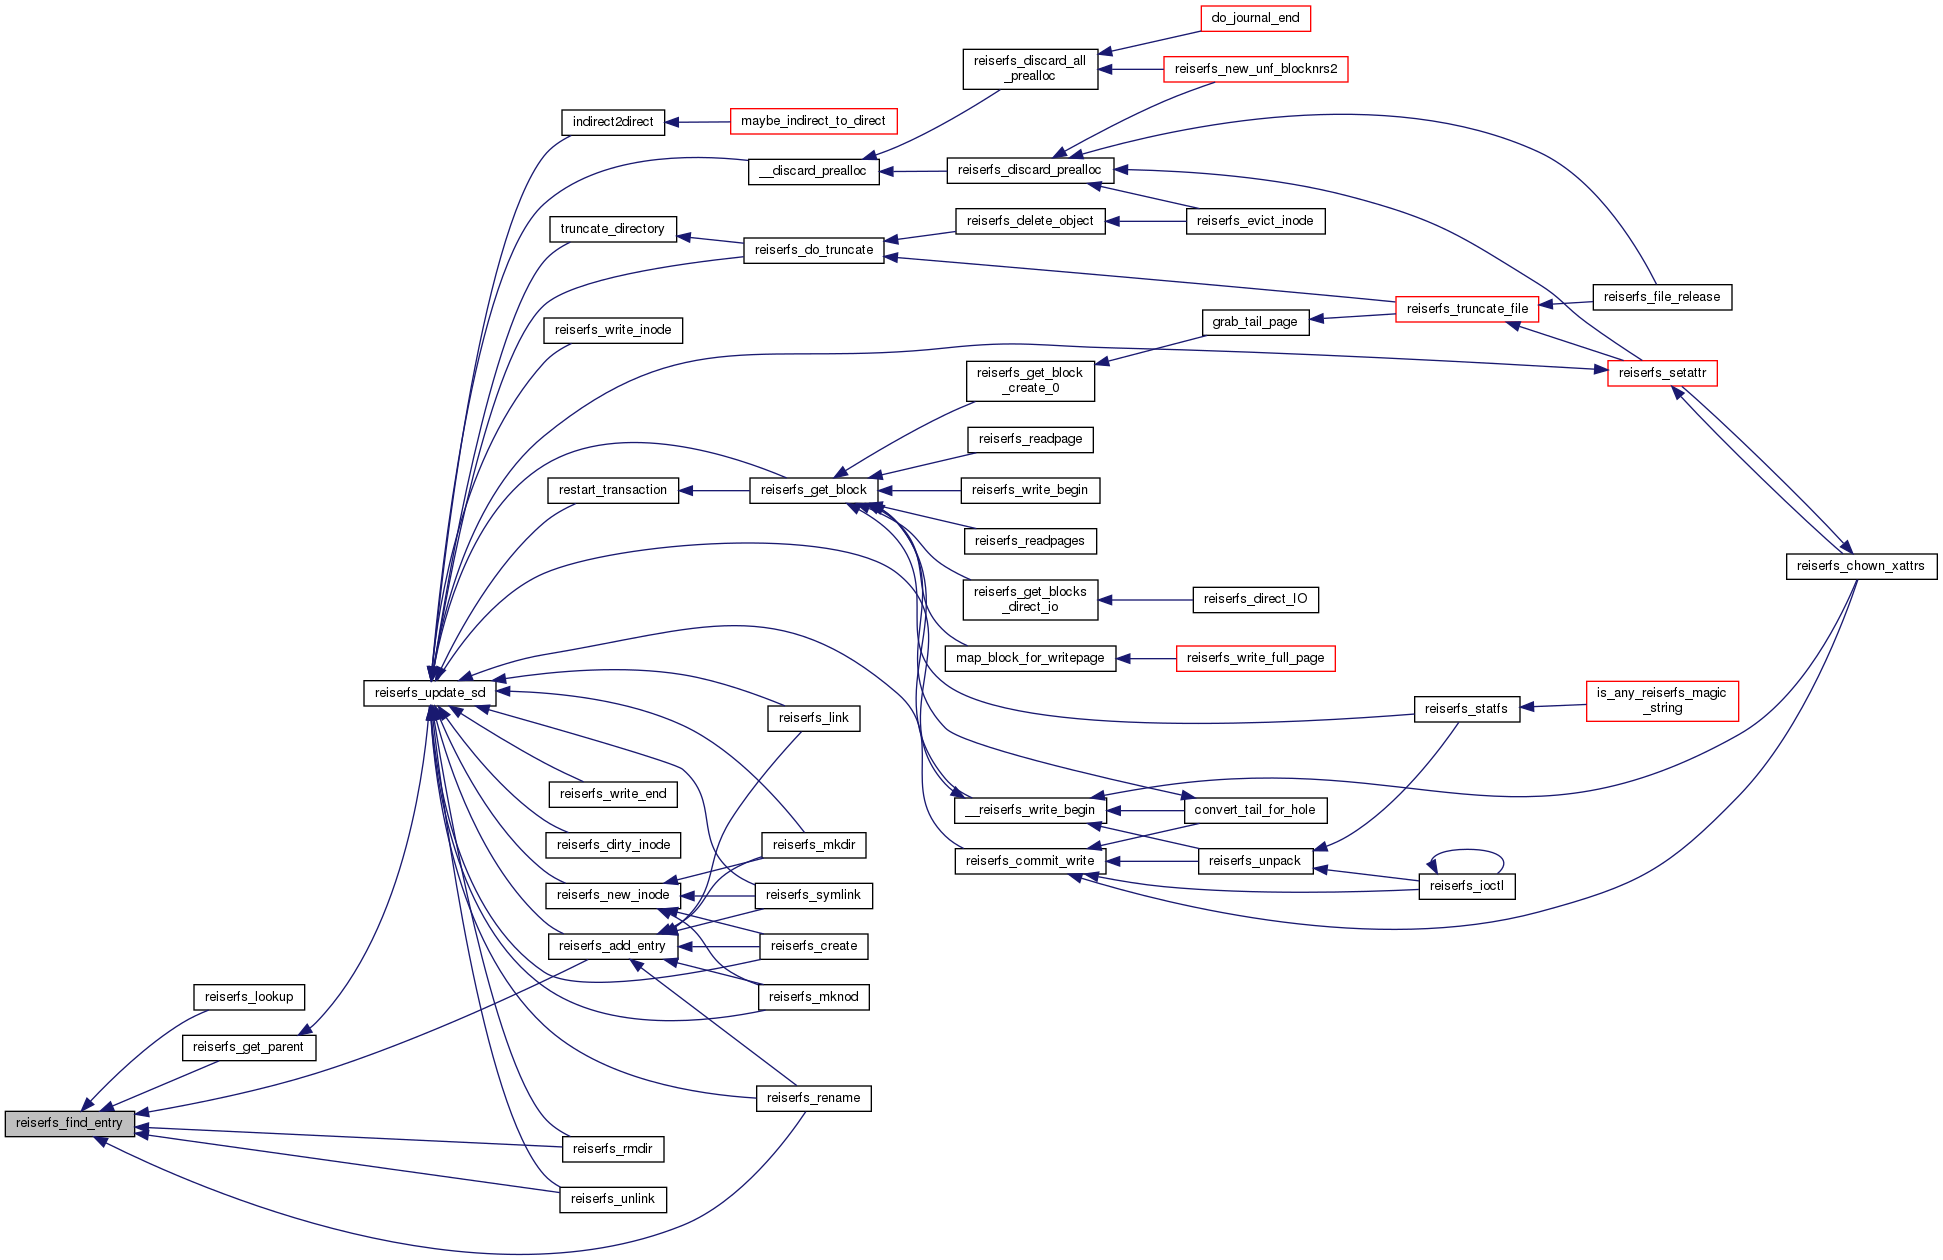 do_journal_end
reiserfs_discard_all
_prealloc
reiserfs_new_unf_blocknrs2
indirect2direct
maybe_indirect_to_direct
__discard_prealloc
reiserfs_discard_prealloc
reiserfs_delete_object
reiserfs_evict_inode
truncate_directory
reiserfs_do_truncate
reiserfs_file_release
reiserfs_truncate_file
grab_tail_page
reiserfs_write_inode
reiserfs_get_block
_create_0
reiserfs_setattr
reiserfs_readpage
restart_transaction
reiserfs_get_block
reiserfs_write_begin
reiserfs_readpages
reiserfs_chown_xattrs
reiserfs_get_blocks
_direct_io
reiserfs_direct_IO
map_block_for_writepage
reiserfs_write_full_page
reiserfs_update_sd
is_any_reiserfs_magic
_string
reiserfs_statfs
reiserfs_link
reiserfs_write_end
__reiserfs_write_begin
convert_tail_for_hole
reiserfs_dirty_inode
reiserfs_mkdir
reiserfs_commit_write
reiserfs_unpack
reiserfs_ioctl
reiserfs_new_inode
reiserfs_symlink
reiserfs_add_entry
reiserfs_create
reiserfs_lookup
reiserfs_mknod
reiserfs_get_parent
reiserfs_rename
reiserfs_find_entry
reiserfs_rmdir
reiserfs_unlink